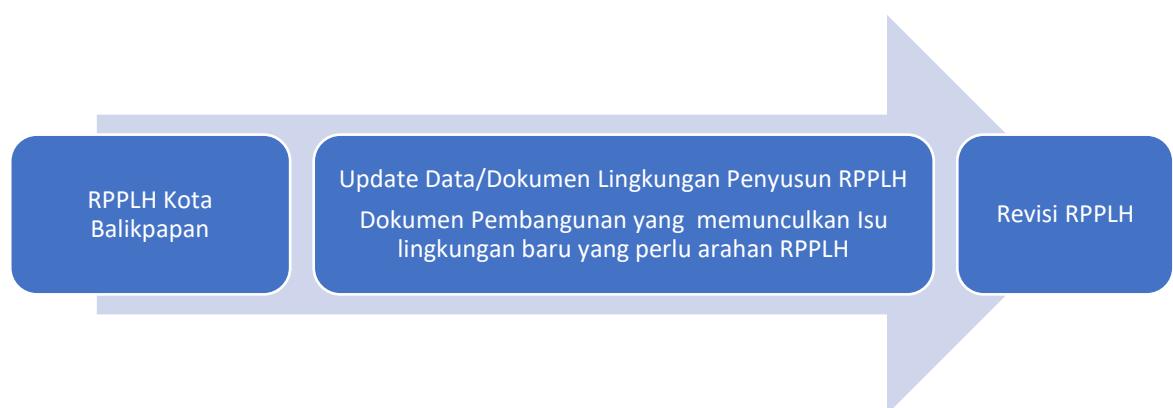 RPPLH Kota
Balikpapan
Update Data/Dokumen Lingkungan Penyusun RPPLH
Dokumen Pembangunan yang memunculkan Isu
lingkungan baru yang perlu arahan RPPLH
Revisi RPPLH